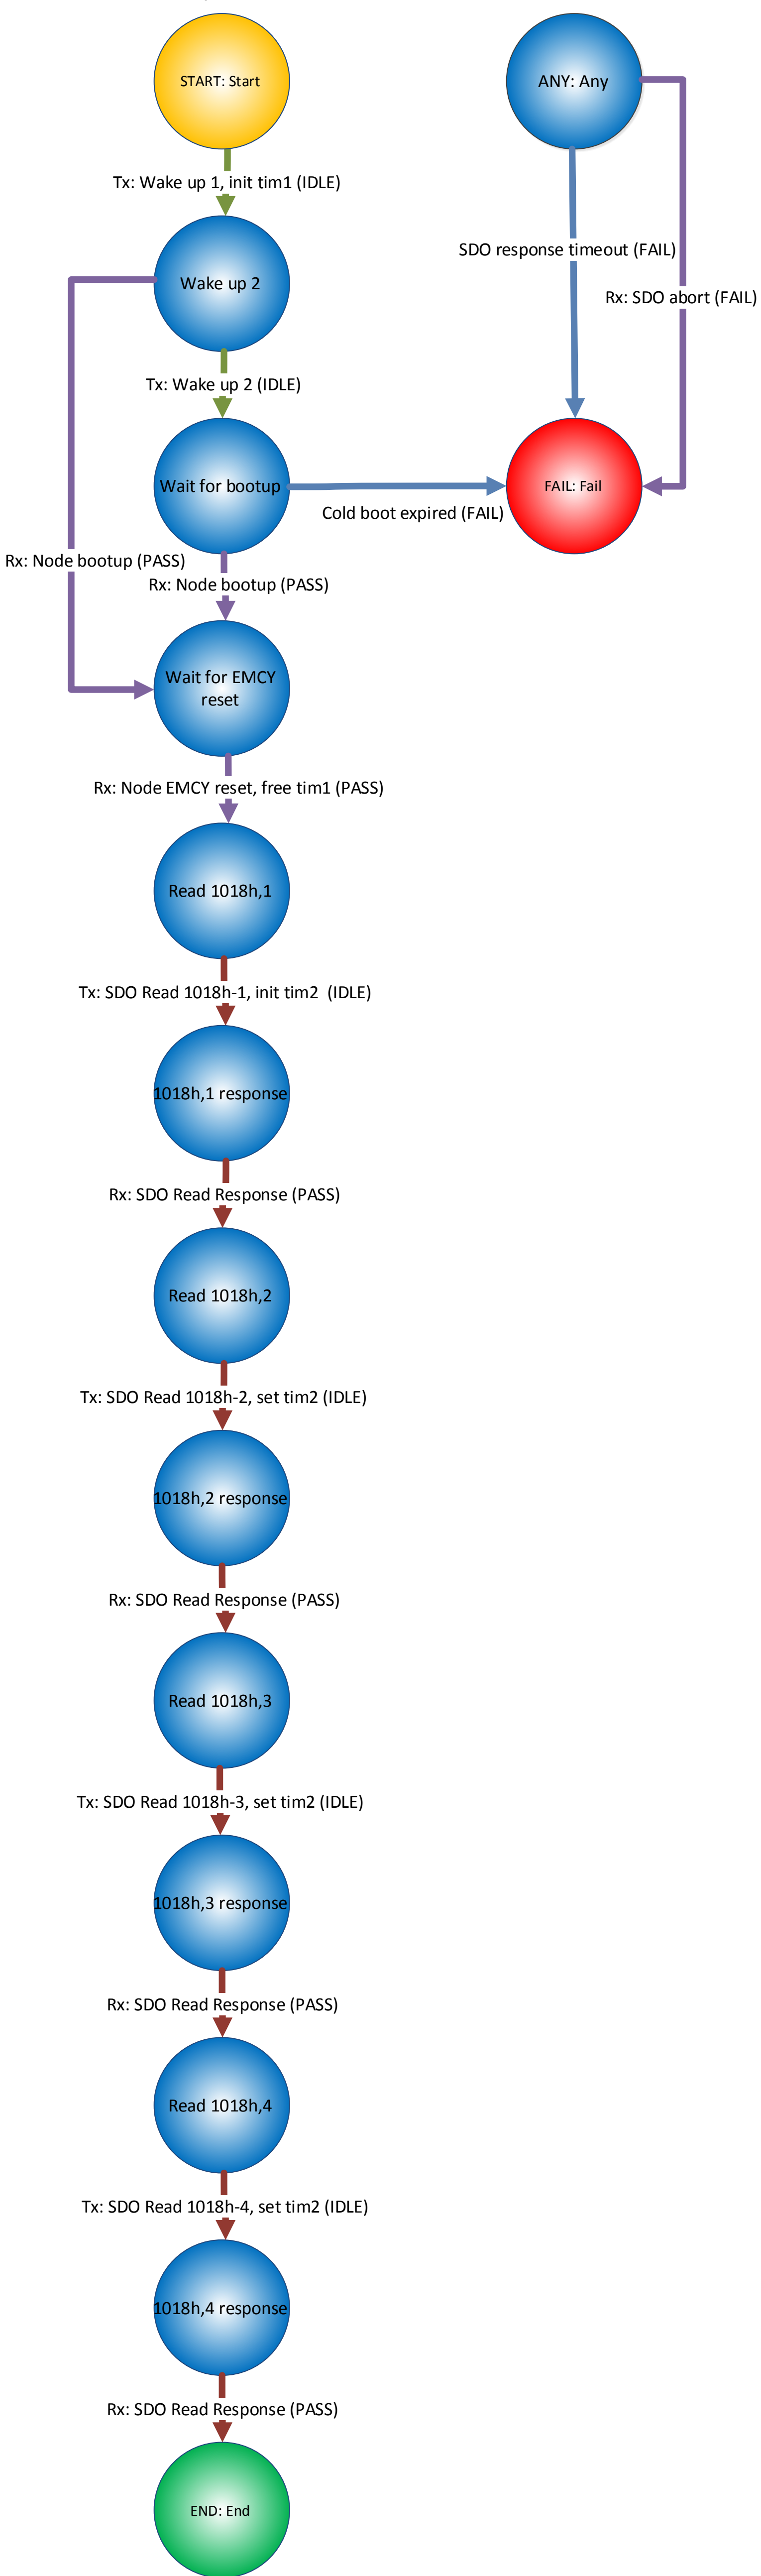 START: Start
ANY: Any
Tx: Wake up 1, init tim1 (IDLE)
SDO response timeout (FAIL)
Wake up 2
Rx: SDO abort (FAIL)
Tx: Wake up 2 (IDLE)
Wait for bootup
FAIL: Fail
Cold boot expired (FAIL)
Rx: Node bootup (PASS)
Rx: Node bootup (PASS)
Wait for EMCY
reset
Rx: Node EMCY reset, free tim1 (PASS)
Read 1018h,1
Tx: SDO Read 1018h-1, init tim2  (IDLE)
1018h,1 response
Rx: SDO Read Response (PASS)
Read 1018h,2
Tx: SDO Read 1018h-2, set tim2 (IDLE)
1018h,2 response
Rx: SDO Read Response (PASS)
Read 1018h,3
Tx: SDO Read 1018h-3, set tim2 (IDLE)
1018h,3 response
Rx: SDO Read Response (PASS)
Read 1018h,4
Tx: SDO Read 1018h-4, set tim2 (IDLE)
1018h,4 response
Rx: SDO Read Response (PASS)
END: End